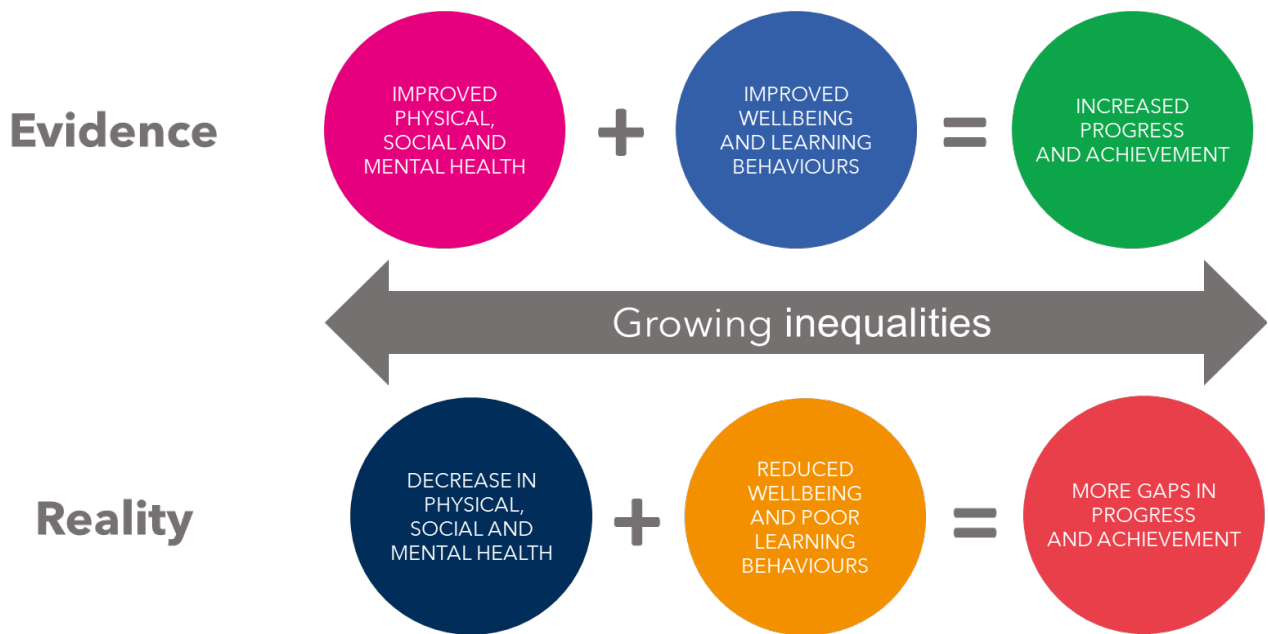 Evidence
IMPROVED
PHYSICAL,
SOCIAL AND
MENTAL HEALTH
+
IMPROVED
WELLBEING
AND LEARNING
BEHAVIOURS
=
INCREASED
PROGRESS
AND ACHIEVEMENT
Growing inequalities
Reality
DECREASE IN
PHYSICAL,
SOCIAL AND
MENTAL HEALTH
+
REDUCED
WELLBEING
AND POOR
LEARNING
BEHAVIOURS
=
MORE GAPS IN
PROGRESS
AND ACHIEVEMENT